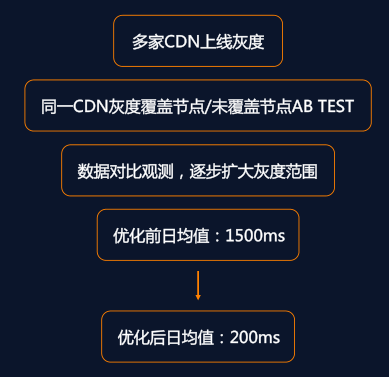 多家CDN上线灰度
同一CDN灰度覆盖节点/未覆盖节点AB TEST
数据对比观测，逐步扩大灰度范围
优化前日均值：1500ms
优化后日均值：200ms